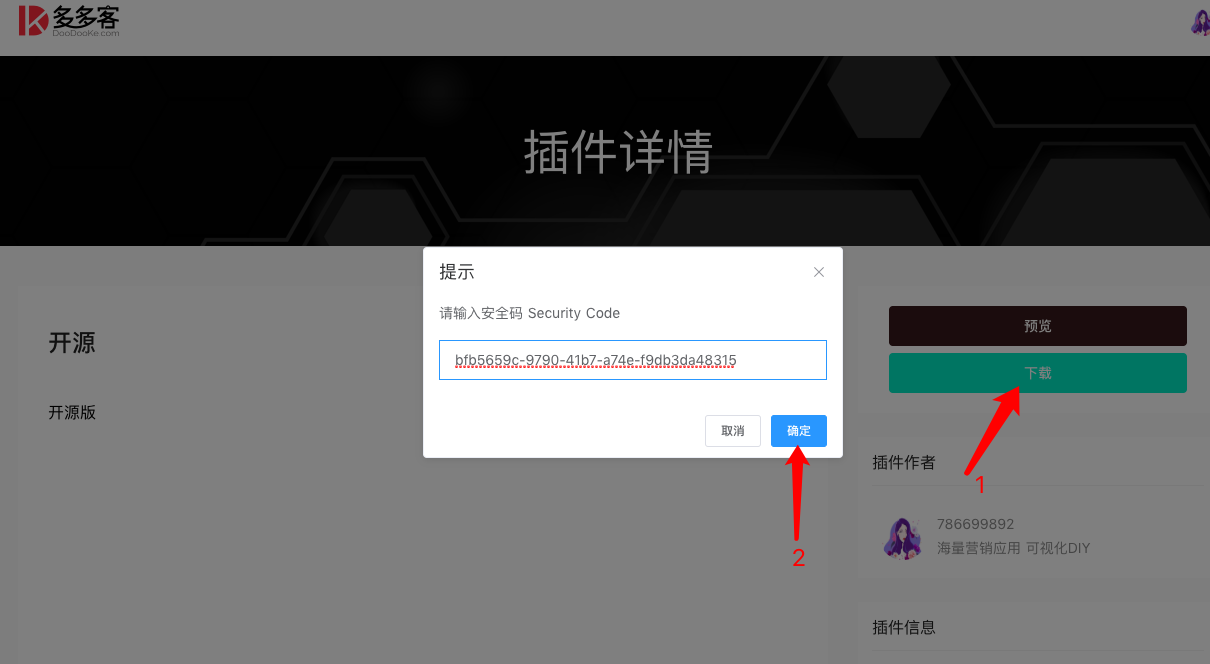 多多客
DooDooKe.com
插件详情
提示
请输入安全码 Security Code
bfb5659c-9790-41b7-a74e-f9db3da48315
取消
确定
2
开源
开源版
预览
下载
1
插件作者
786699892
海量营销应用 可视化DIY
插件信息